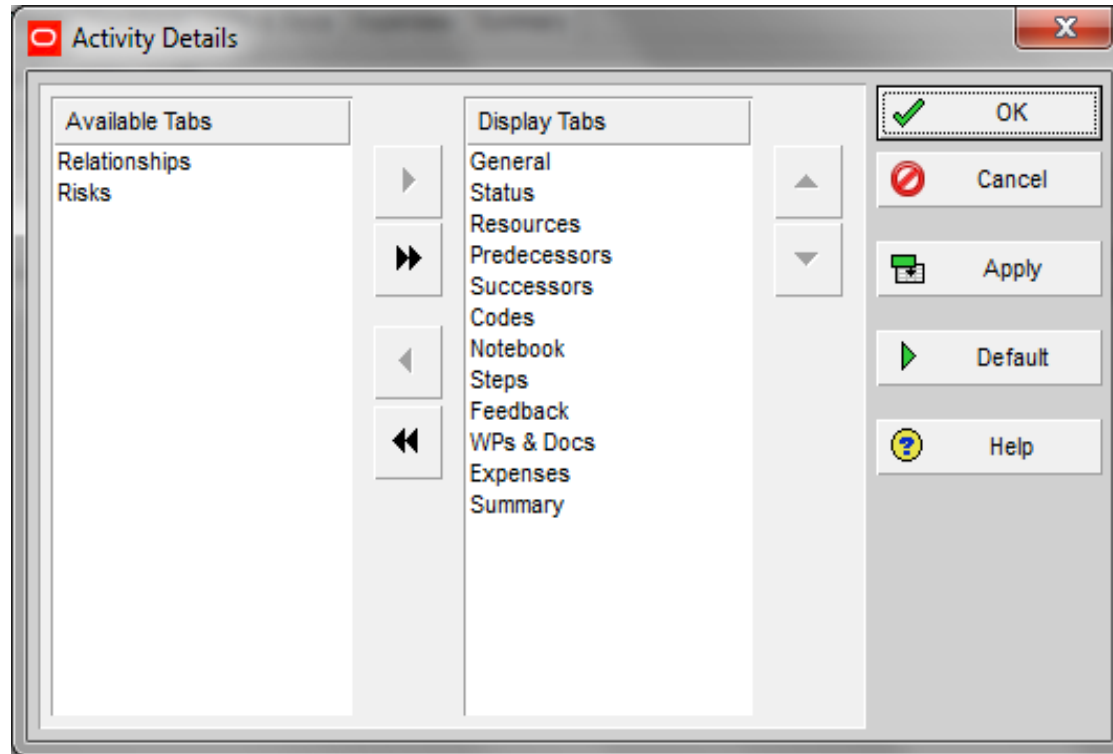 Activity Details
Available Tabs
Relationships
Risks
Display Tabs
General
Status
Resources
Predecessors
Successors
Codes
Notebook
Steps
Feedback
WPs & Docs
Expenses
Summary
OK
Cancel
Apply
Default
Help